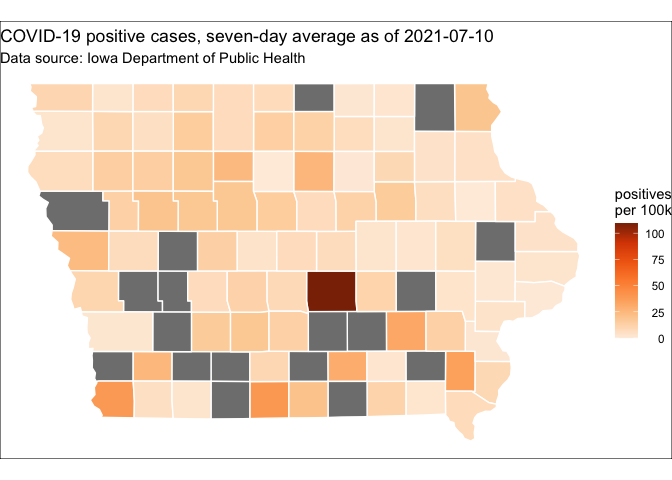 COVID-19 positive cases, seven-day average as of 2021-07-10
Data source: Iowa Department of Public Health
positives
per 100k
100
75
50
25
0